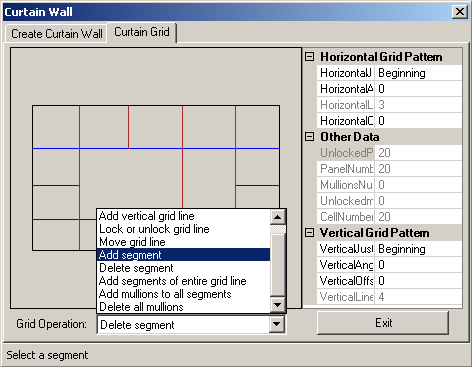 Curtain Wall
Create Curtain Wall
Curtain Grid
Horizontal Grid Pattern
HorizontalJ Beginning
HorizontalA 0
HorizontalL 3
HorizontalO 0
Other Data
UnlockedP 20
PanelNumb 20
MullionsNu 0
Unlockedm 0
CellNumber 20
Vertical Grid Pattern
VerticalJust Beginning
VerticalAng 0
VerticalOffs 0
VerticalLine 4
Add vertical grid line
Lock or unlock grid line
Move grid line
Add segment
Delete segment
Add segments of entire grid line
Add mullions to all segments
Delete all mullions
Grid Operation: Delete segment
Exit
Select a segment